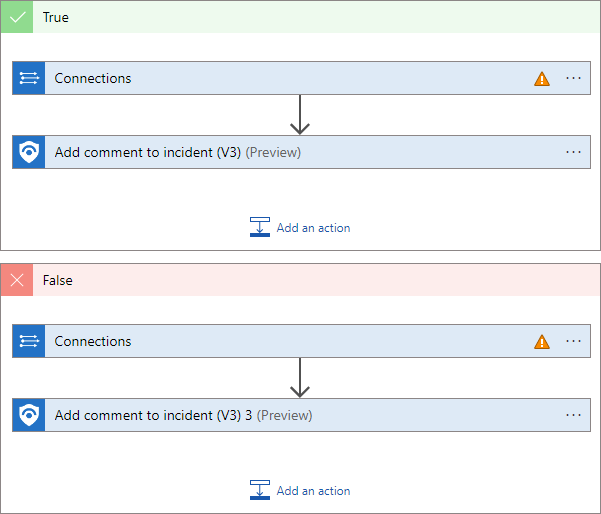 True
Connections
Add comment to incident (V3) (Preview)
Add an action
False
Connections
Add comment to incident (V3) 3 (Preview)
Add an action